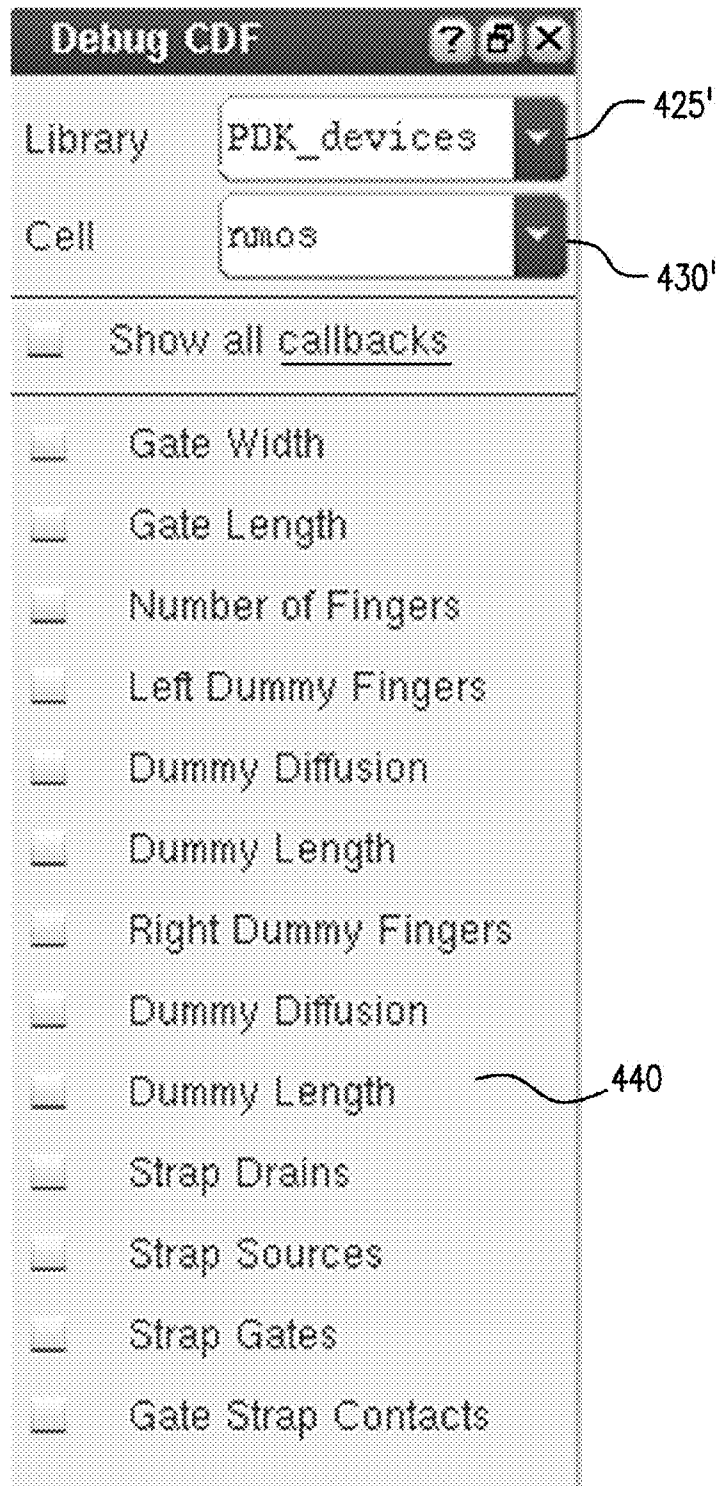 Debug CDF ? X
Library PDK_devices 425'
Cell nmos 430'
Show all callbacks
Gate Width
Gate Length
Number of Fingers
Left Dummy Fingers
Dummy Diffusion
Dummy Length
Right Dummy Fingers
Dummy Diffusion
Dummy Length 440
Strap Drains
Strap Sources
Strap Gates
Gate Strap Contacts